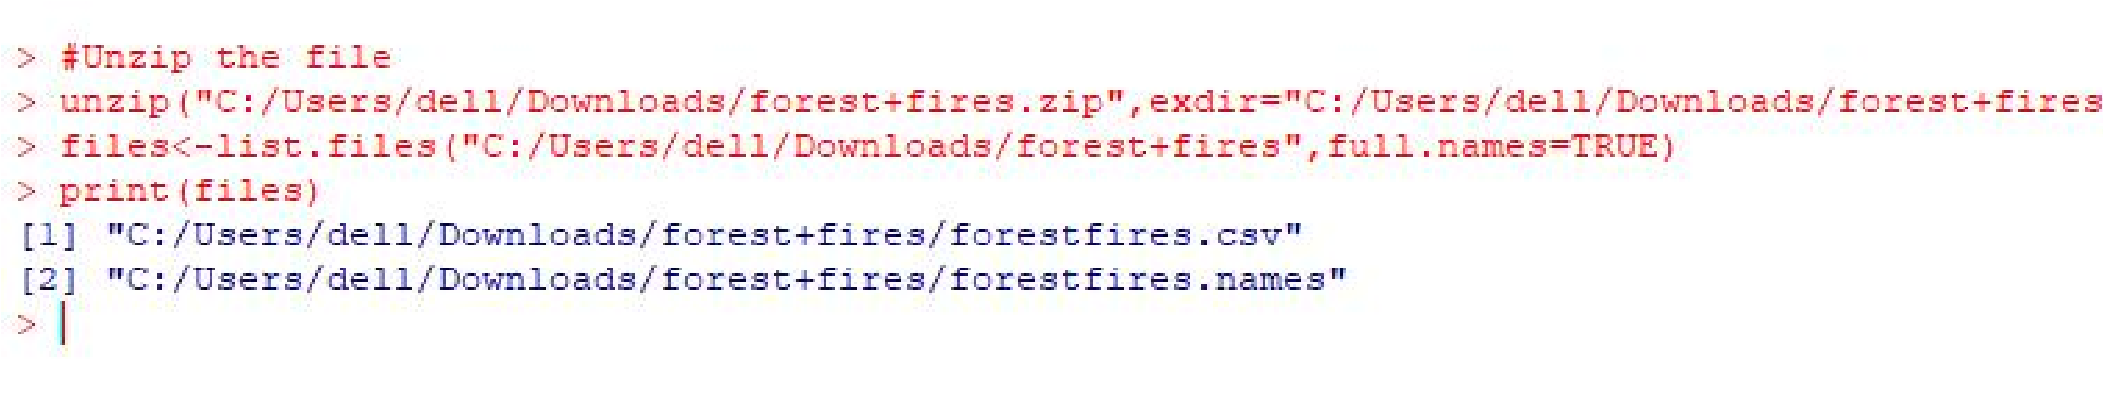 > #Unzip the file
> unzip("C:/Users/dell/Downloads/forest+fires.zip",exdir="C:/Users/dell/Downloads/forest+fires
> files<-list.files("C:/Users/dell/Downloads/forest+fires",full.names=TRUE)
> print(files)
[1] "C:/Users/dell/Downloads/forest+fires/forestfires.csv"
[2] "C:/Users/dell/Downloads/forest+fires/forestfires.names"
>